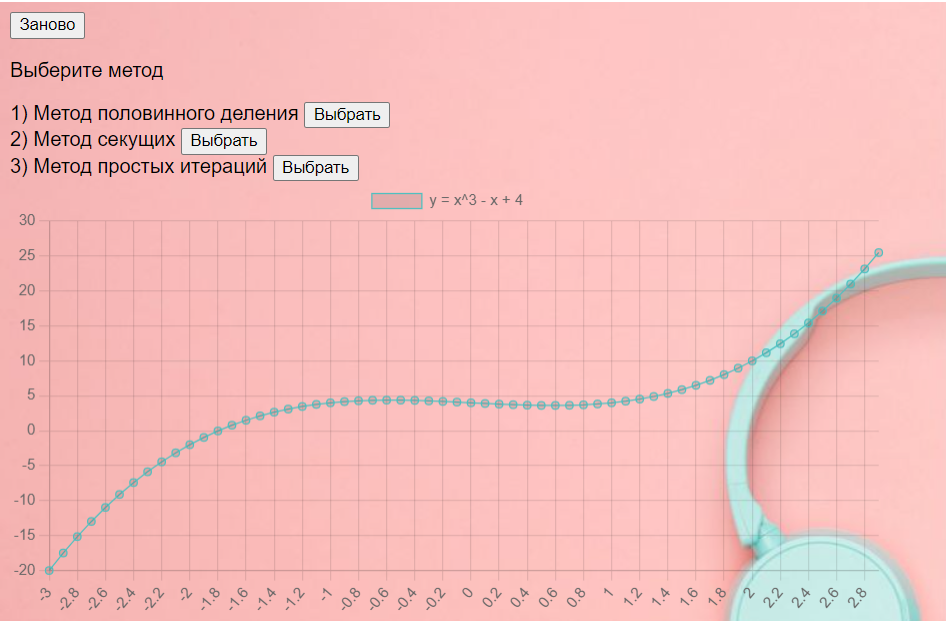 Заново
Выберите метод
1) Метод половинного деления Выбрать
2) Метод секущих Выбрать
3) Метод простых итераций Выбрать
y = x^3 - x + 4
30
25
20
15
10
5
0
-5
-10
-15
-20
-3 -2.8 -2.6 -2.4 -2.2 -2 -1.8 -1.6 -1.4 -1.2 -1 -0.8 -0.6 -0.4 -0.2 0 0.2 0.4 0.6 0.8 1 1.2 1.4 1.6 1.8 2 2.2 2.4 2.6 2.8